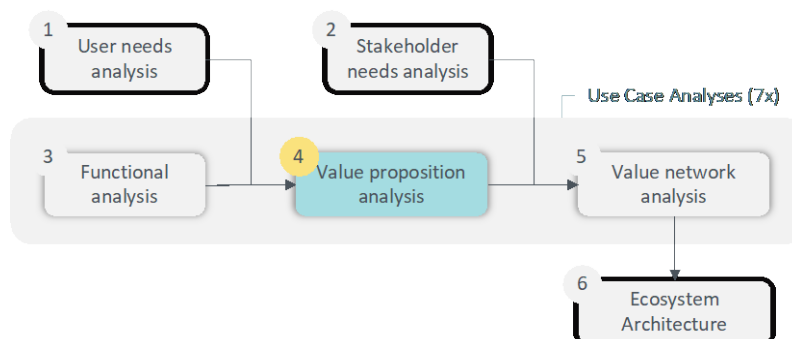 1
User needs
analysis
2
Stakeholder
needs analysis
Use Case Analyses (7x)
3
Functional
analysis
4
Value proposition
analysis
5
Value network
analysis
6
Ecosystem
Architecture